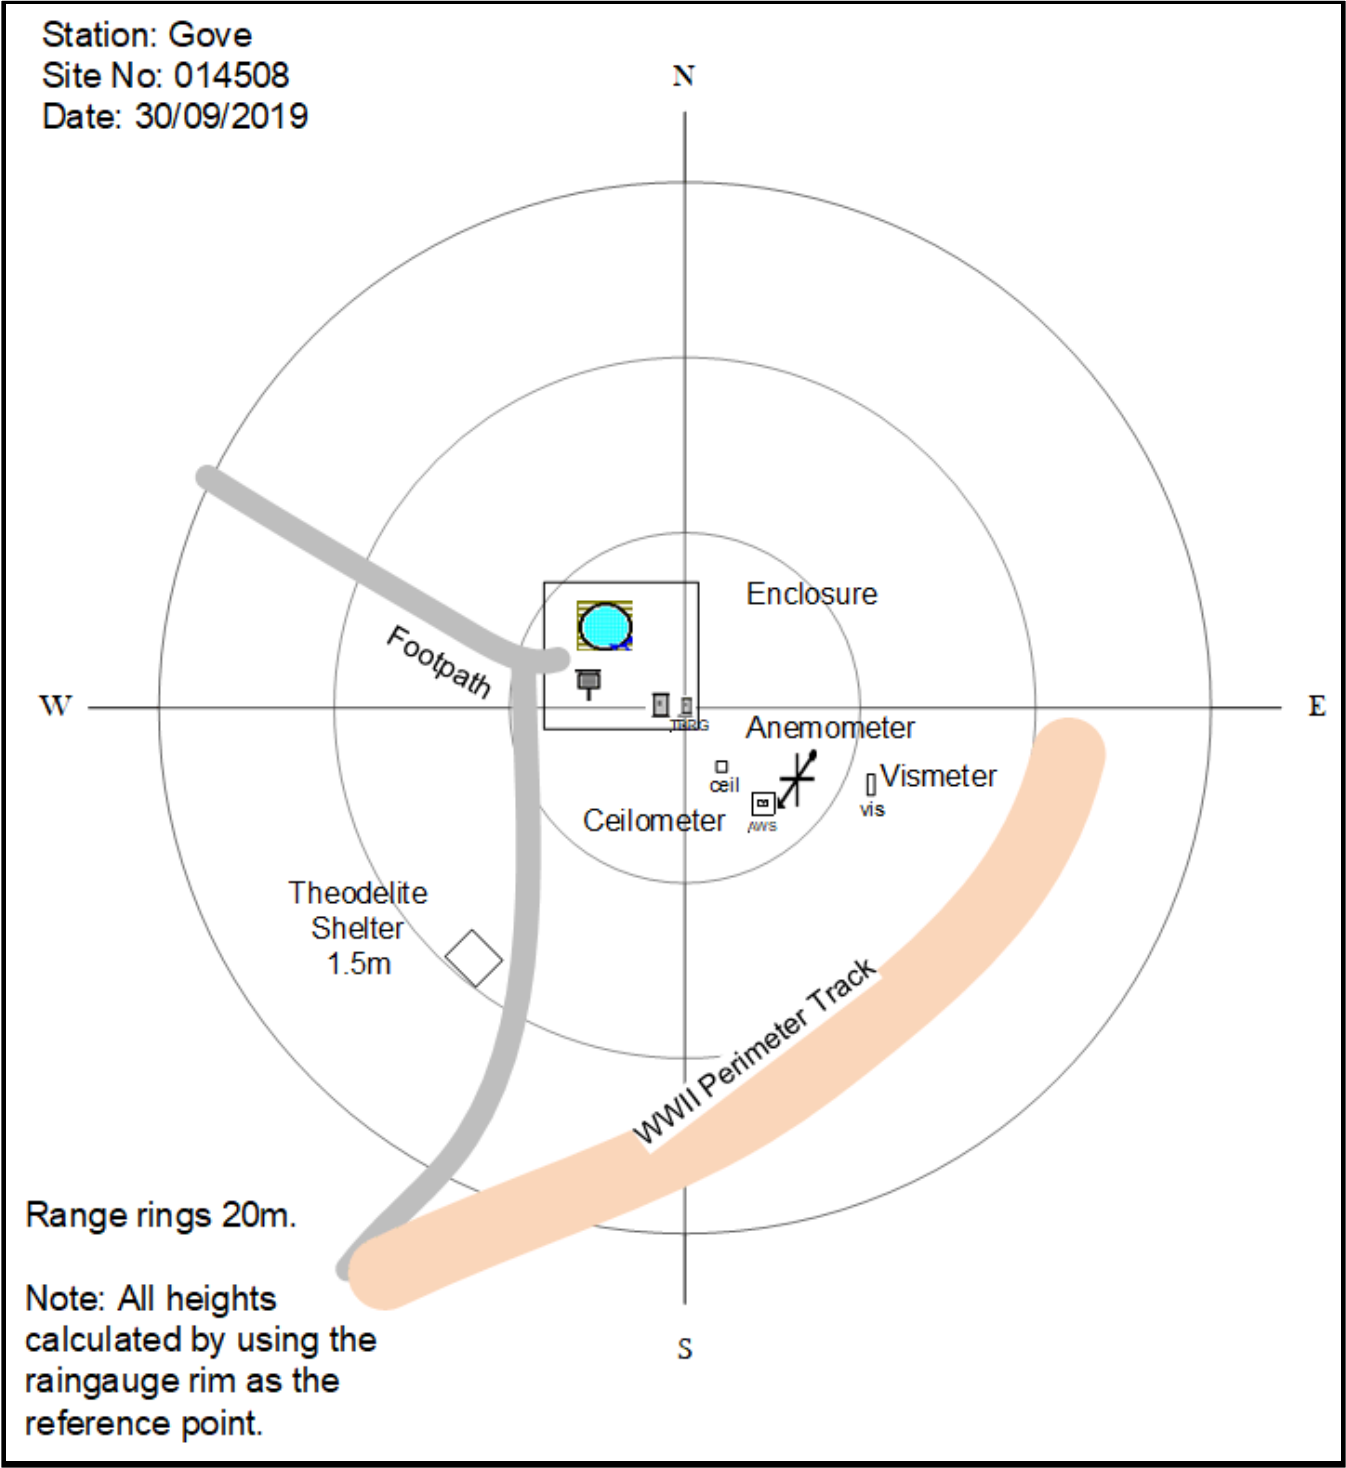 Station: Gove
Site No: 014508
Date: 30/09/2019
N
Enclosure
Footpath
W
E
TBRG
Anemometer
ceil
Vismeter
vis
Ceilometer
AWS
Theodelite
Shelter
1.5m
WWII Perimeter Track
Range rings 20m.
S
Note: All heights
calculated by using the
raingauge rim as the
reference point.